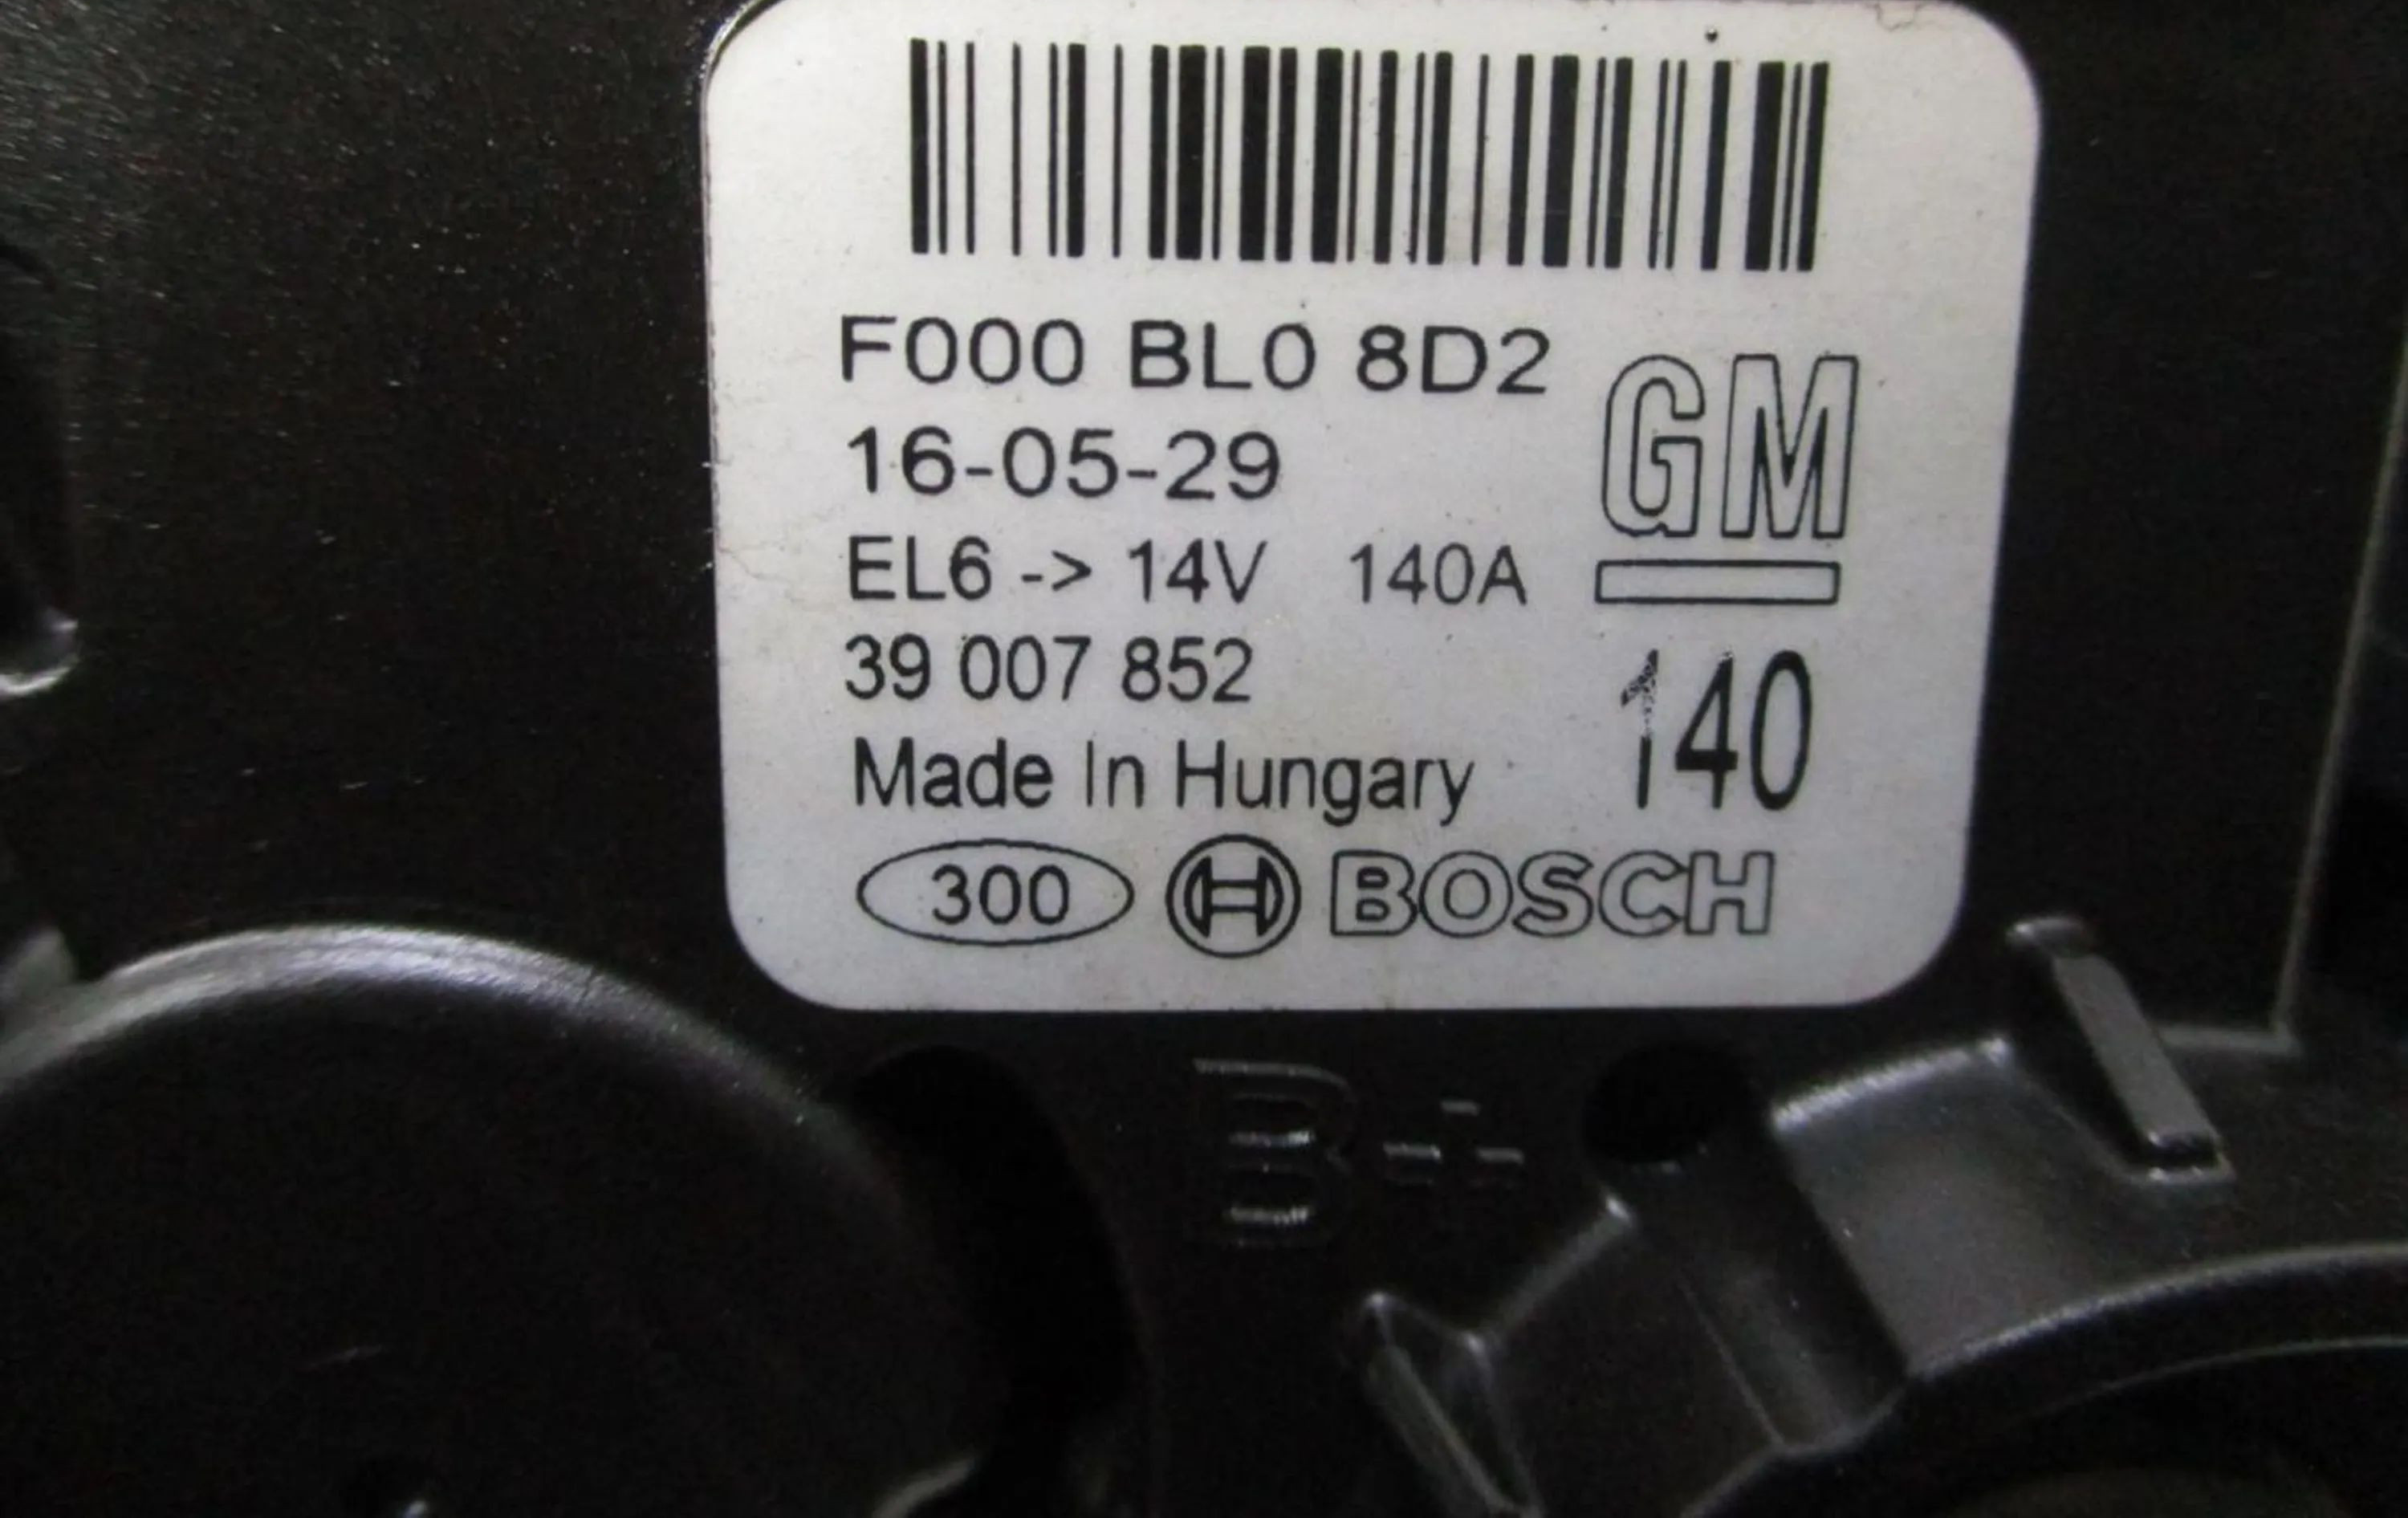 F000 BL0 8D2
16-05-29
GM
EL6 -> 14V 140A
39 007 852
140
Made In Hungary
300 BOSCH
B+